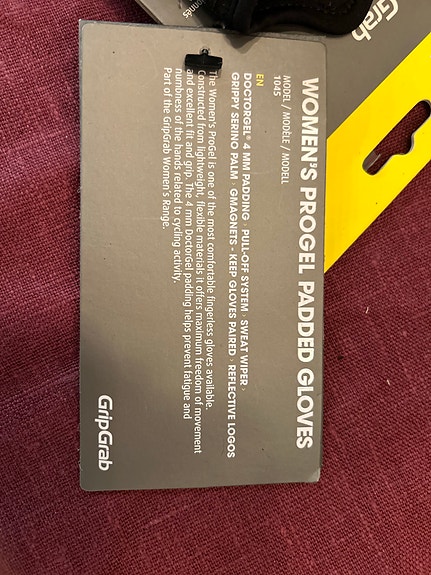 WOMEN'S PROGEL PADDED GLOVES
MODEL / MODÈLE / MODELL
1045
EN
DOCTORGEL® 4 MM PADDING › PULL-OFF SYSTEM › SWEAT WIPER ›
GRIPPY SERINO PALM › GMAGNETS - KEEP GLOVES PAIRED › REFLECTIVE LOGOS
The Women's ProGel is one of the most comfortable fingerless gloves available.
Constructed from lightweight, flexible materials it offers maximum freedom of movement
and excellent fit and grip. The 4 mm DoctorGel padding helps prevent fatigue and
numbness of the hands related to cycling activity.
Part of the GripGrab Women's Range.
GripGrab
Grab